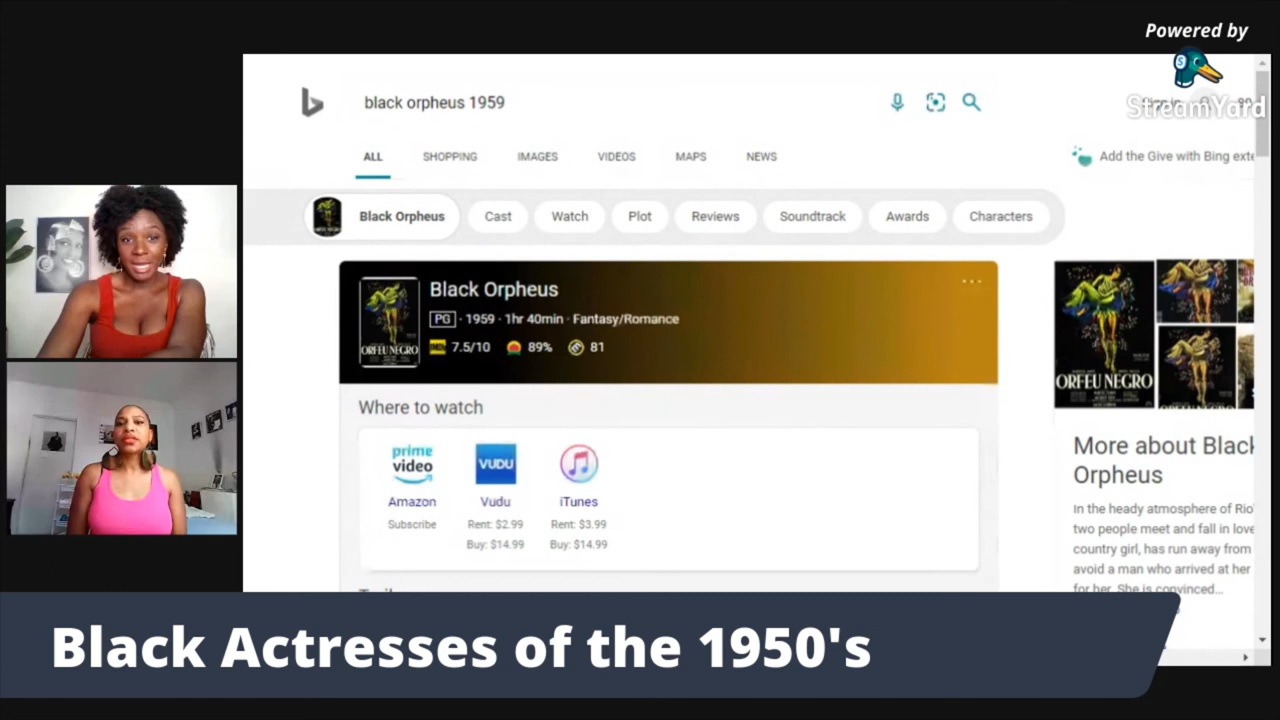 Powered by
StreamYard
black orpheus 1959
ALL SHOPPING IMAGES VIDEOS MAPS NEWS
Add the Give with Bing exte
Black Orpheus Cast Watch Plot Reviews Soundtrack Awards Characters
Black Orpheus
PG · 1959 · 1hr 40min · Fantasy/Romance
7.5/10 89% 81
ORFEU NEGRO
Where to watch
prime video VUDU
Amazon Vudu iTunes
Subscribe Rent: $2.99 Rent: $3.99
Buy: $14.99 Buy: $14.99
ORFEU NEGRO
More about Black
Orpheus
In the heady atmosphere of Rio
two people meet and fall in love
country girl, has run away from
avoid a man who arrived at her
for her. She is convinced...
Black Actresses of the 1950's